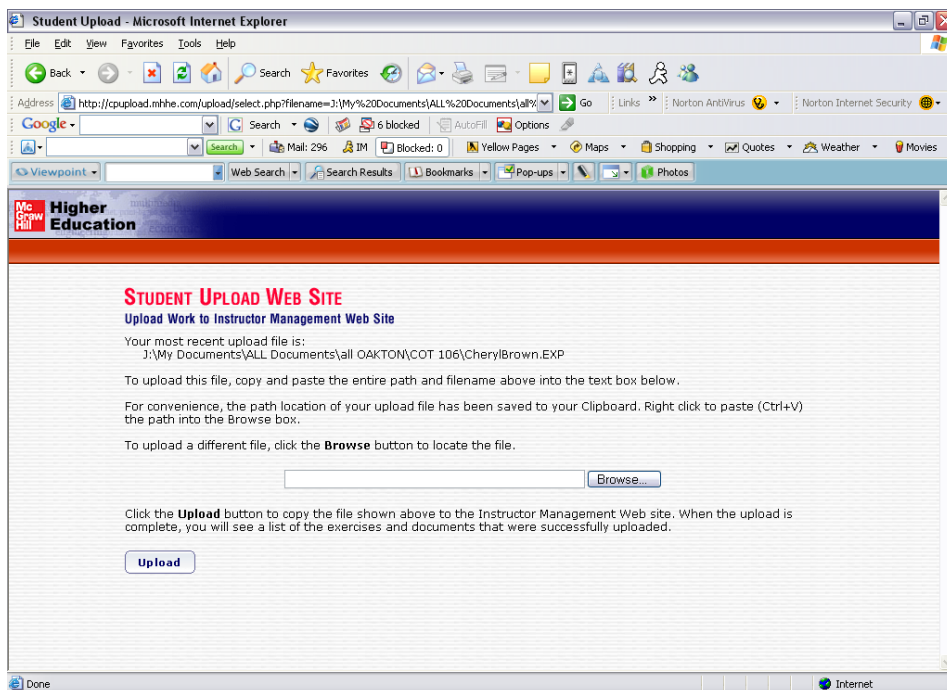 Student Upload - Microsoft Internet Explorer
File Edit View Favorites Tools Help
Back Search Favorites
Address http://cpupload.mhhe.com/upload/select.php?filename=J:\My%20Documents\ALL%20Documents\all% Go Links » Norton AntiVirus Norton Internet Security
Google Search 6 blocked AutoFill Options
Search Mail: 296 IM Blocked: 0 Yellow Pages Maps Shopping Quotes Weather Movies
Viewpoint Web Search Search Results Bookmarks Pop-ups Photos
Mc Graw Hill
Higher Education
STUDENT UPLOAD WEB SITE
Upload Work to Instructor Management Web Site
Your most recent upload file is:
J:\My Documents\ALL Documents\all OAKTON\COT 106\CherylBrown.EXP
To upload this file, copy and paste the entire path and filename above into the text box below.
For convenience, the path location of your upload file has been saved to your Clipboard. Right click to paste (Ctrl+V)
the path into the Browse box.
To upload a different file, click the Browse button to locate the file.
Browse...
Click the Upload button to copy the file shown above to the Instructor Management Web site. When the upload is
complete, you will see a list of the exercises and documents that were successfully uploaded.
Upload
Done Internet